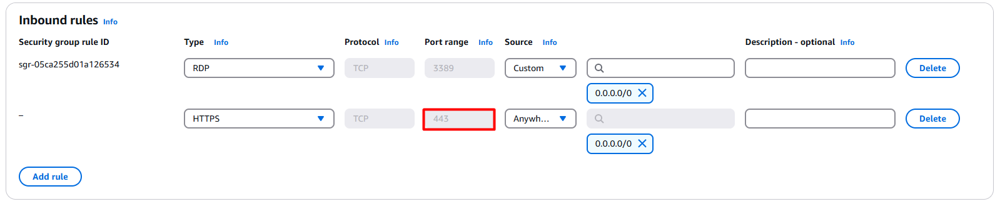 Inbound rules Info
Security group rule ID Type Info Protocol Info Port range Info Source Info Description - optional Info
sgr-05ca255d01a126534 RDP TCP 3389 Custom Delete
0.0.0.0/0
– HTTPS TCP 443 Anywh... Delete
0.0.0.0/0
Add rule